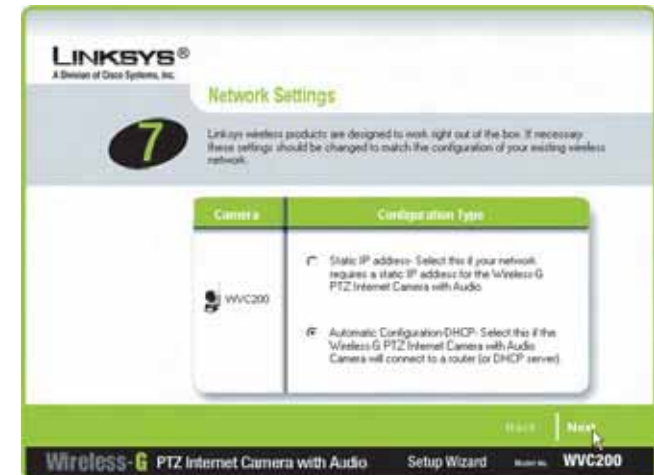 LINKSYS®
A Division of Cisco Systems, Inc.
Network Settings
7
Linksys wireless products are designed to work right out of the box. If necessary
these settings should be changed to match the configuration of your existing wireless
network.
Camera
Configuration Type
Static IP address- Select this if your network
requires a static IP address for the Wireless-G
PTZ Internet Camera with Audio
WVC200
Automatic Configuration-DHCP- Select this if the
Wireless-G PTZ Internet Camera with Audio
Camera will connect to a router (or DHCP server)
Back
Next
Wireless-G PTZ Internet Camera with Audio Setup Wizard Model No. WVC200